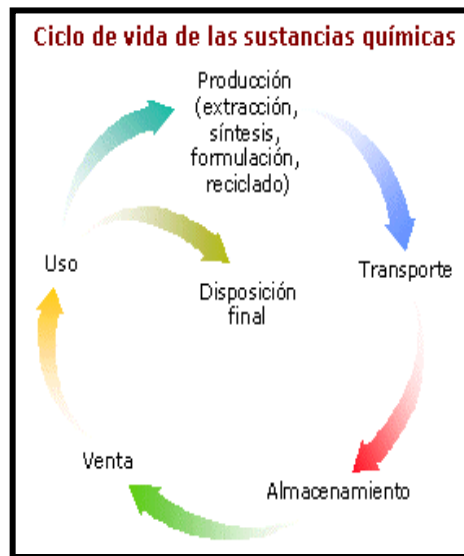 Ciclo de vida de las sustancias químicas
Producción
(extracción,
síntesis,
formulación,
reciclado)
Transporte
Almacenamiento
Venta
Uso
Disposición
final